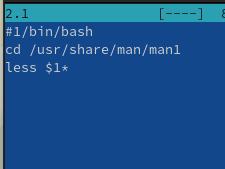 2.1 [----] 8
#1/bin/bash
cd /usr/share/man/man1
less $1*